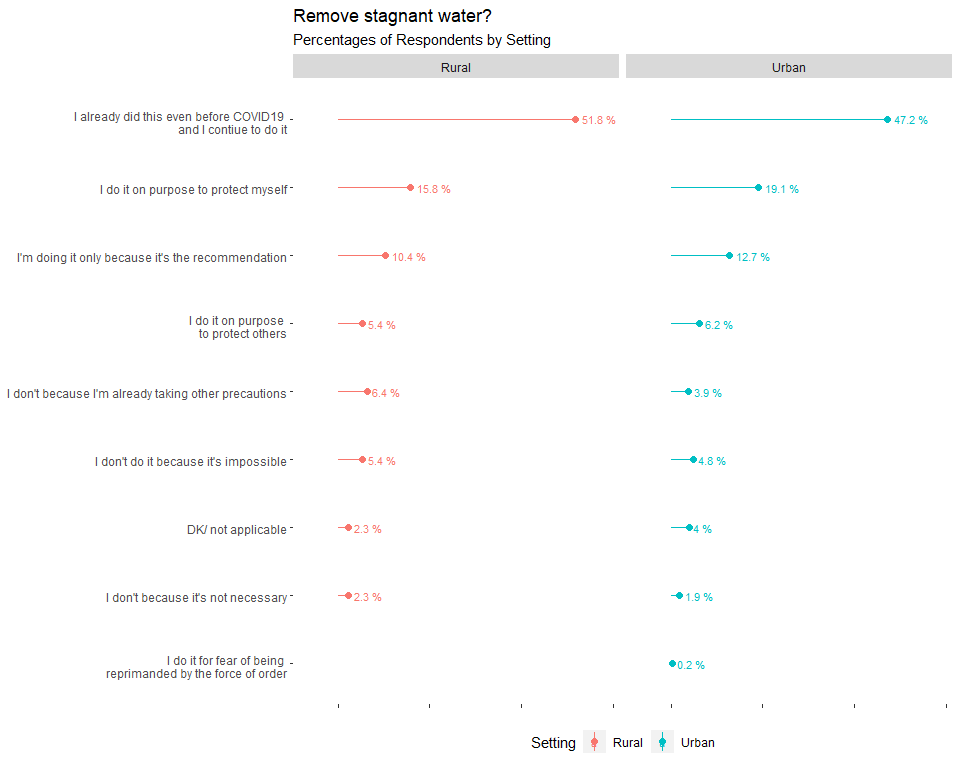 Remove stagnant water?
Percentages of Respondents by Setting
Rural
Urban
I already did this even before COVID19
and I contiue to do it
51.8 %
47.2 %
I do it on purpose to protect myself
15.8 %
19.1 %
I'm doing it only because it's the recommendation
10.4 %
12.7 %
I do it on purpose
to protect others
5.4 %
6.2 %
I don't because I'm already taking other precautions
6.4 %
3.9 %
I don't do it because it's impossible
5.4 %
4.8 %
DK/ not applicable
2.3 %
4 %
I don't because it's not necessary
2.3 %
1.9 %
I do it for fear of being
reprimanded by the force of order
0.2 %
Setting
Rural
Urban